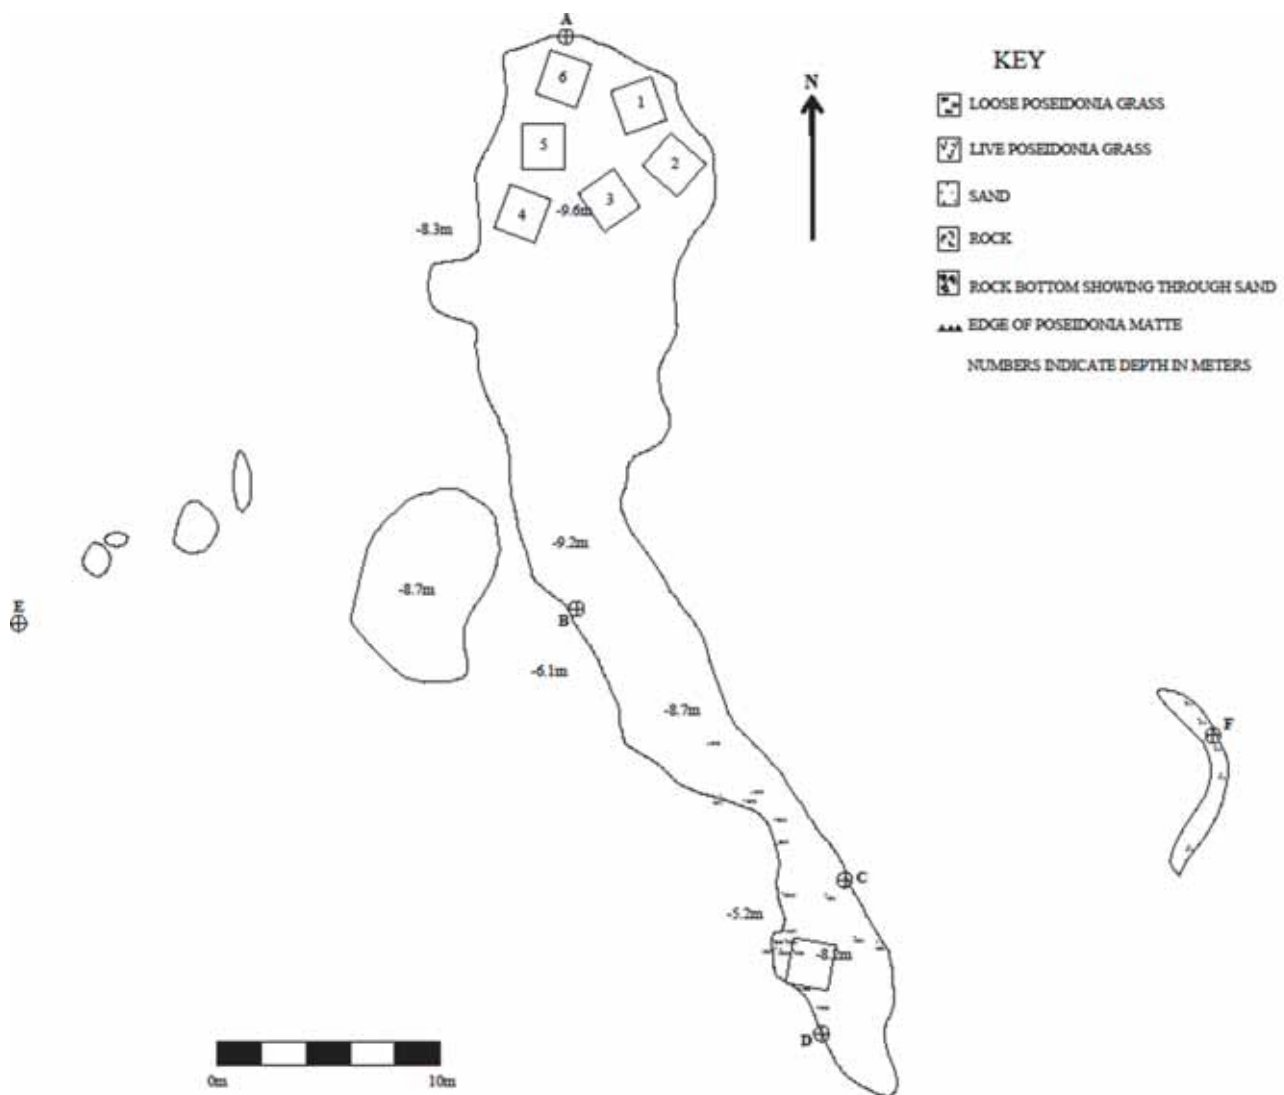 A
KEY
6
1
N
LOOSE POSEIDONIA GRASS
5
2
LIVE POSEIDONIA GRASS
4
3
-9.6m
SAND
-8.3m
ROCK
ROCK BOTTOM SHOWING THROUGH SAND
EDGE OF POSEIDONIA MATTE
NUMBERS INDICATE DEPTH IN METERS
-9.2m
-8.7m
E
B
-6.1m
-8.7m
F
C
-5.2m
D
0m
10m